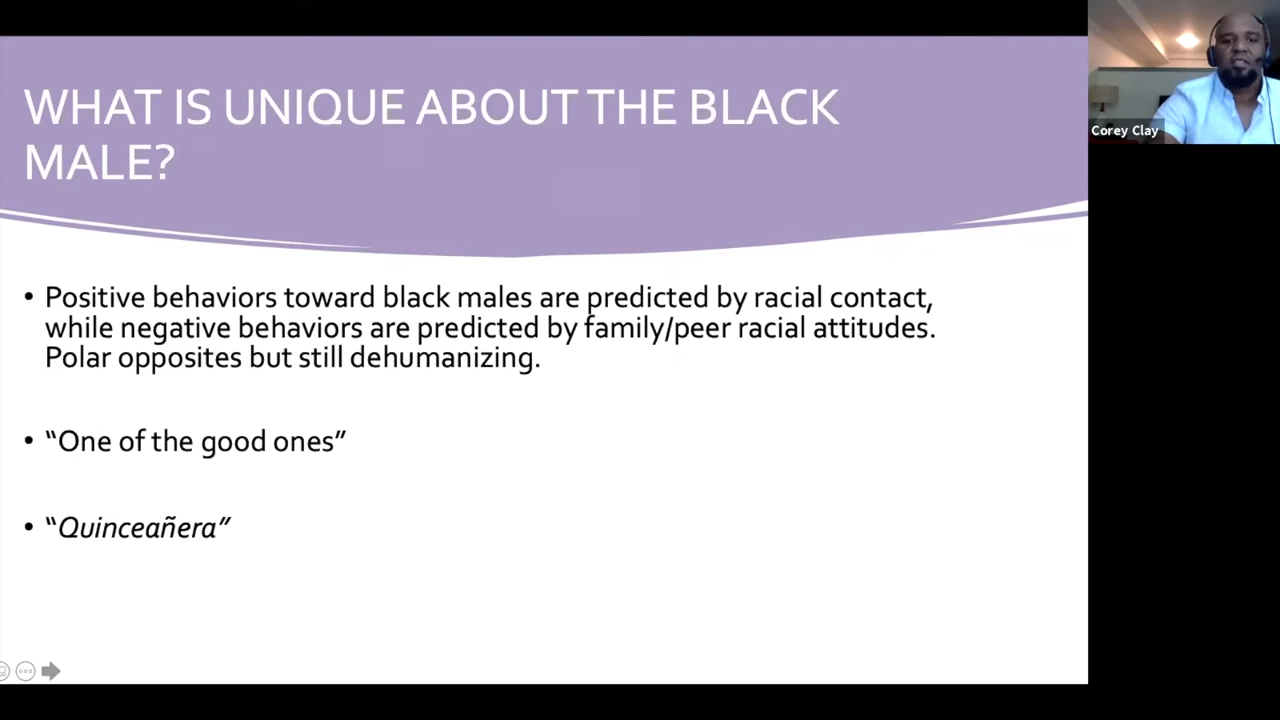 WHAT IS UNIQUE ABOUT THE BLACK
MALE?
Corey Clay
• Positive behaviors toward black males are predicted by racial contact,
while negative behaviors are predicted by family/peer racial attitudes.
Polar opposites but still dehumanizing.
• “One of the good ones”
• “Quinceañera”